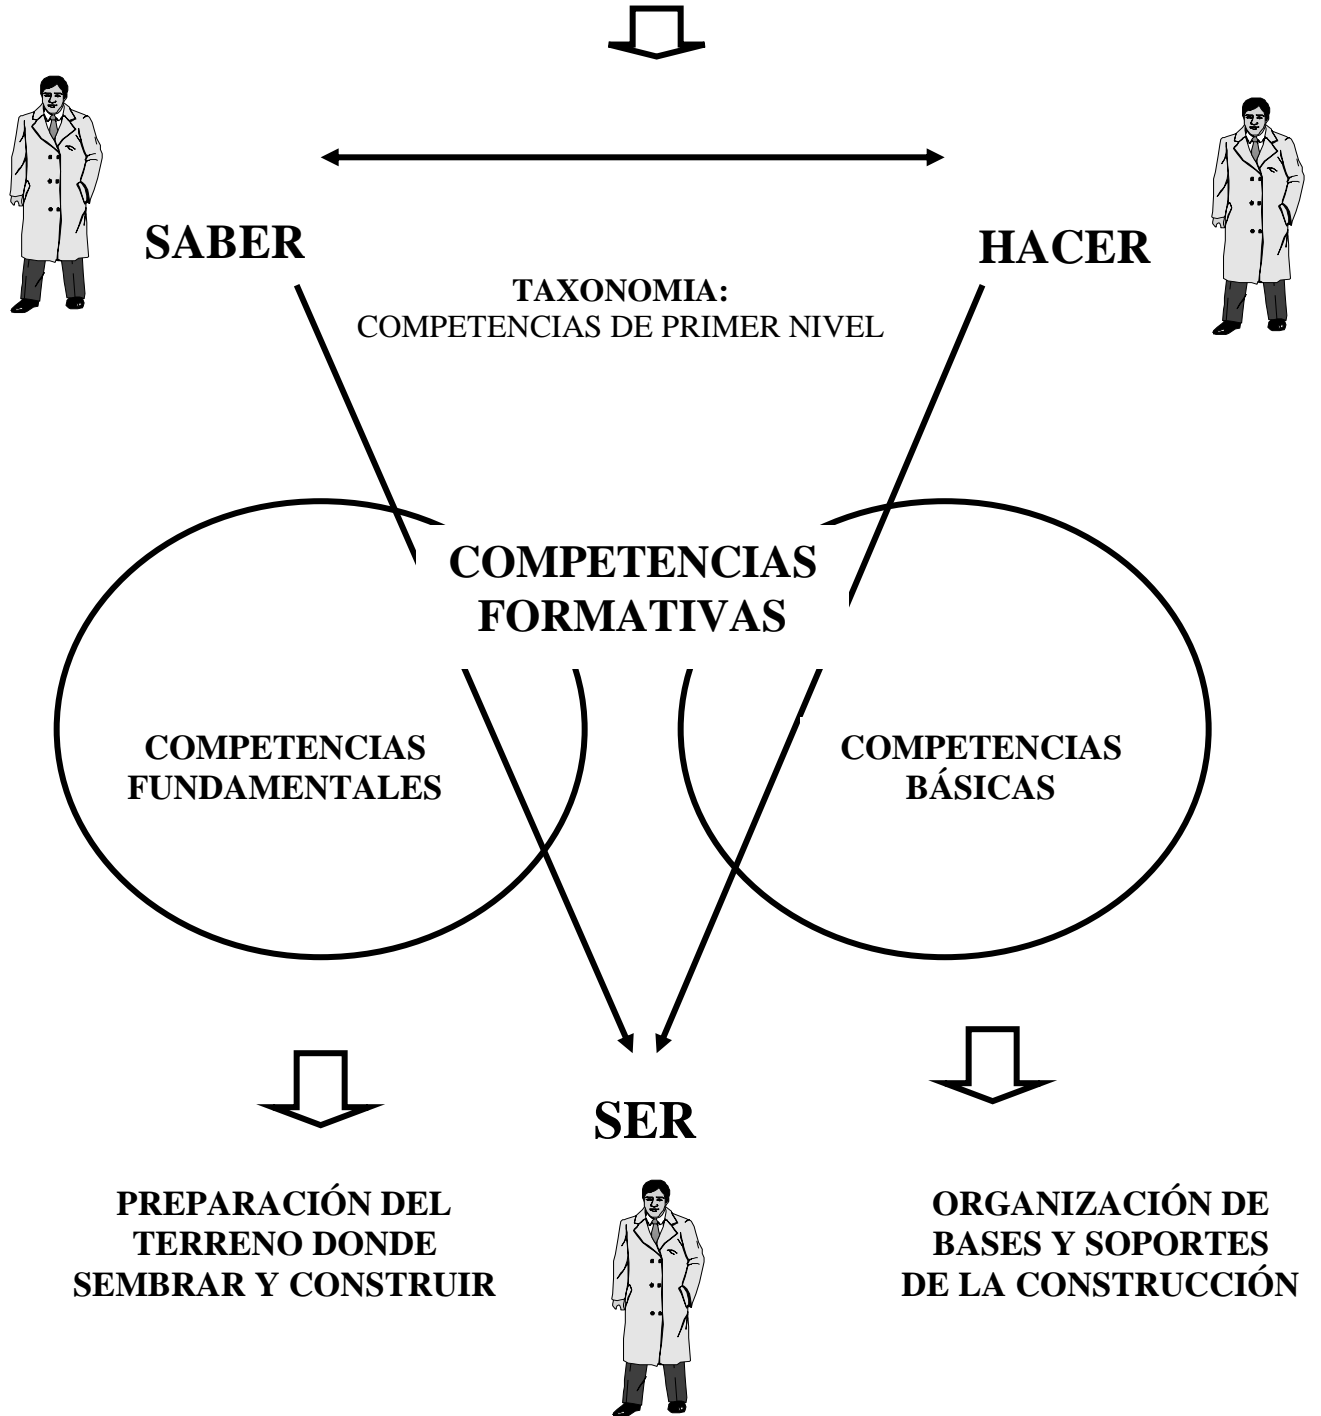 SABER
HACER
TAXONOMIA:
COMPETENCIAS DE PRIMER NIVEL
COMPETENCIAS
FORMATIVAS
COMPETENCIAS
FUNDAMENTALES
COMPETENCIAS
BÁSICAS
SER
PREPARACIÓN DEL
TERRENO DONDE
SEMBRAR Y CONSTRUIR
ORGANIZACIÓN DE
BASES Y SOPORTES
DE LA CONSTRUCCIÓN